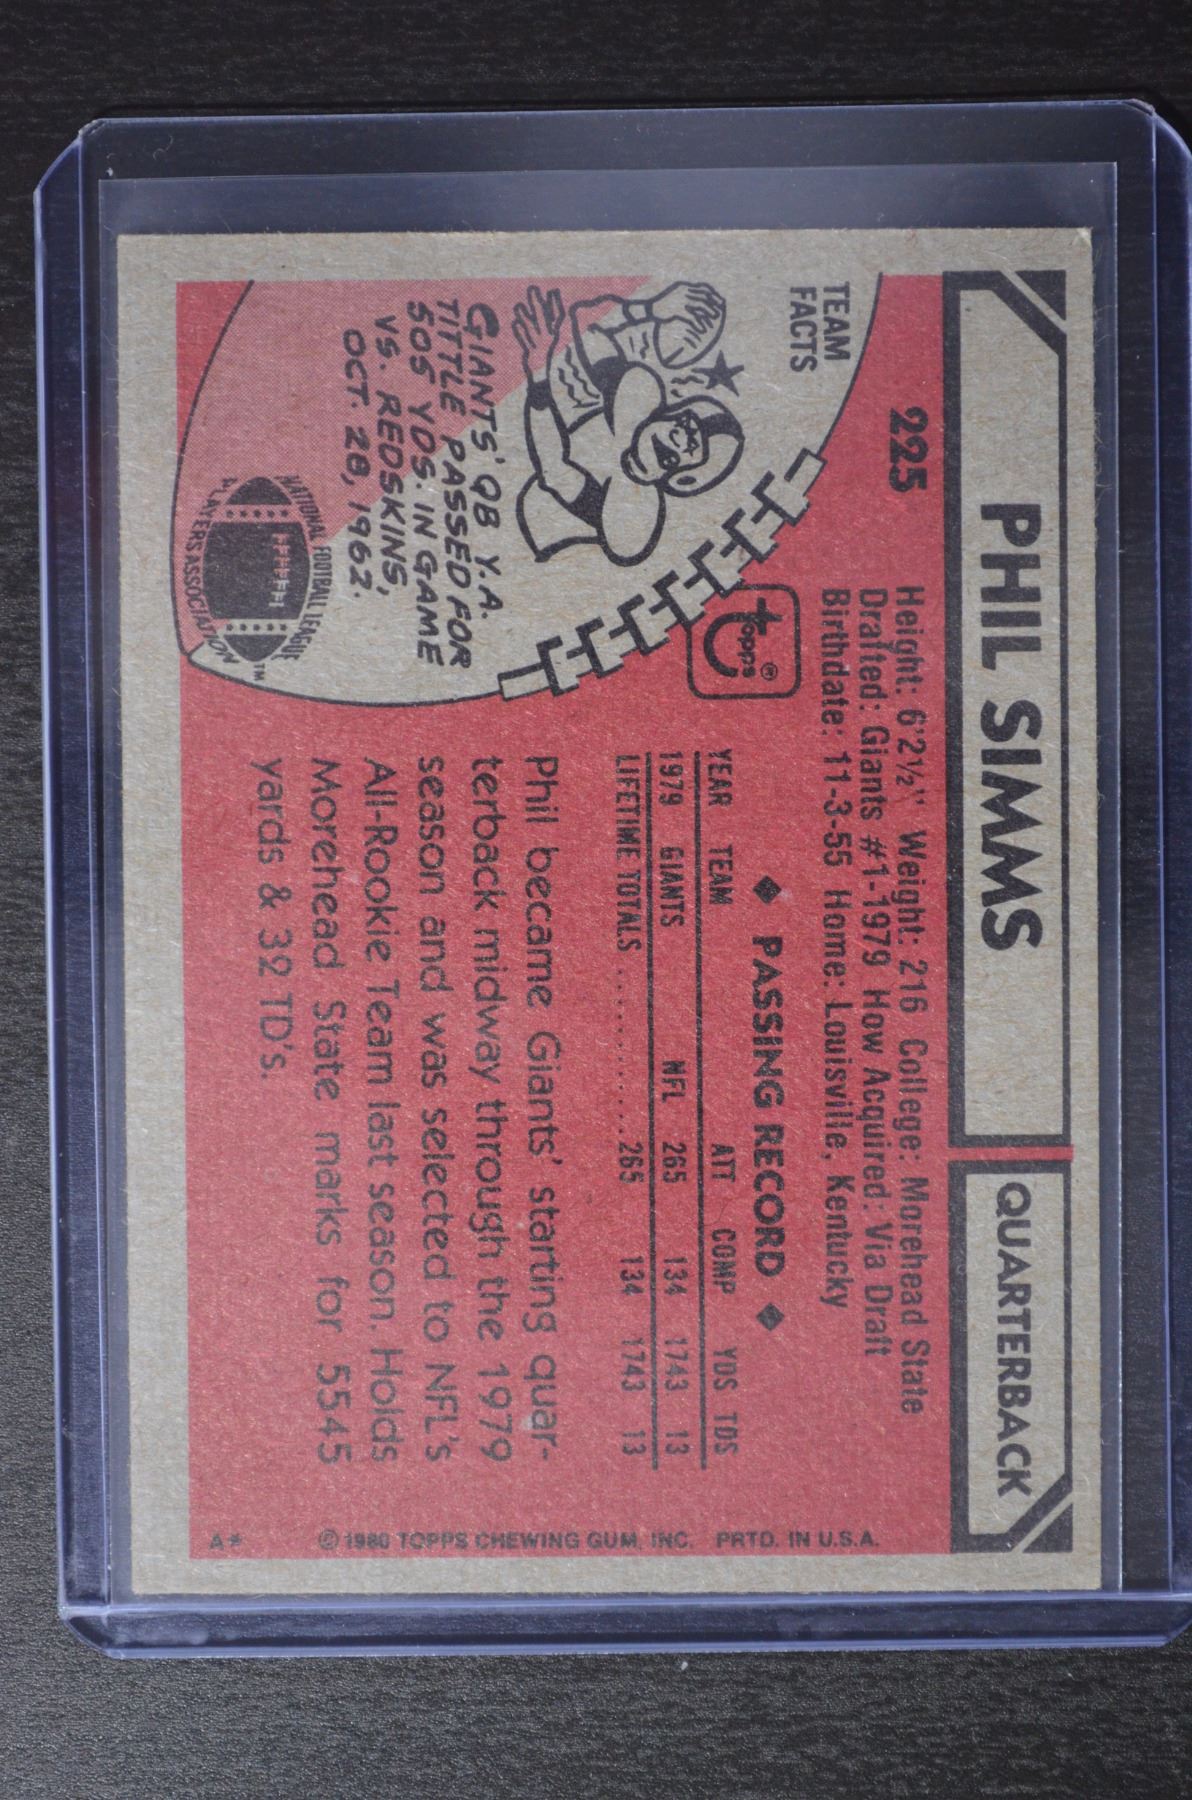 PHIL SIMMS
QUARTERBACK
225
Height: 6'2½" Weight: 216 College: Morehead State
Drafted: Giants #1-1979 How Acquired: Via Draft
Birthdate: 11-3-55 Home: Louisville, Kentucky
TEAM
FACTS
topps®
GIANTS' QB Y.A.
TITTLE PASSED FOR
505 YDS. IN GAME
VS. REDSKINS,
OCT. 28, 1962.
NATIONAL FOOTBALL LEAGUE
PLAYERS ASSOCIATION
TM
◆ PASSING RECORD ◆
YEAR TEAM ATT COMP YDS TDS
1979 GIANTS NFL 265 134 1743 13
LIFETIME TOTALS ............ 265 134 1743 13
Phil became Giants' starting quar-
terback midway through the 1979
season and was selected to NFL's
All-Rookie Team last season. Holds
Morehead State marks for 5545
yards & 32 TD's.
A* © 1980 TOPPS CHEWING GUM, INC. PRTD. IN U.S.A.